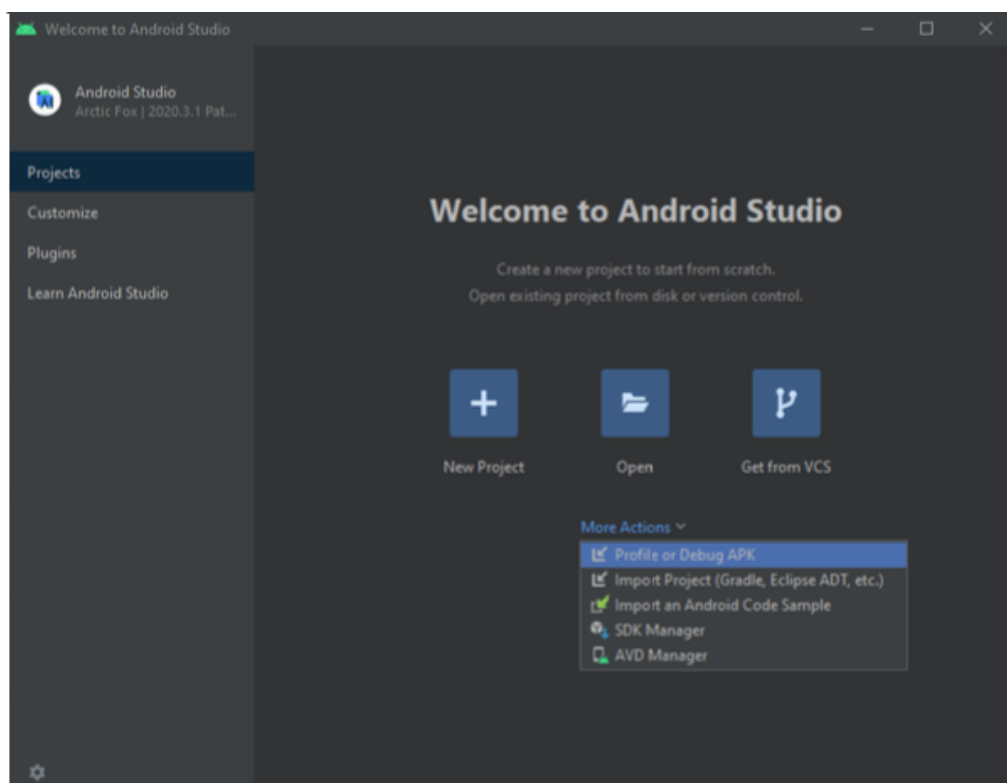 Welcome to Android Studio
Android Studio
Arctic Fox | 2020.3.1 Pat...
Projects
Customize
Plugins
Learn Android Studio
Welcome to Android Studio
Create a new project to start from scratch.
Open existing project from disk or version control.
New Project
Open
Get from VCS
More Actions
Profile or Debug APK
Import Project (Gradle, Eclipse ADT, etc.)
Import an Android Code Sample
SDK Manager
AVD Manager